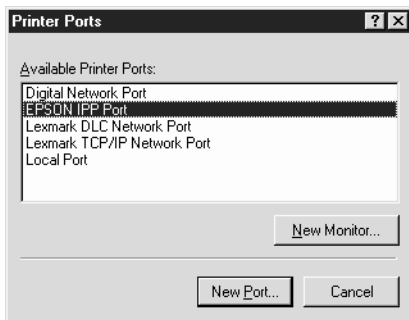 Printer Ports
Available Printer Ports:
Digital Network Port
EPSON IPP Port
Lexmark DLC Network Port
Lexmark TCP/IP Network Port
Local Port
New Monitor...
New Port...
Cancel